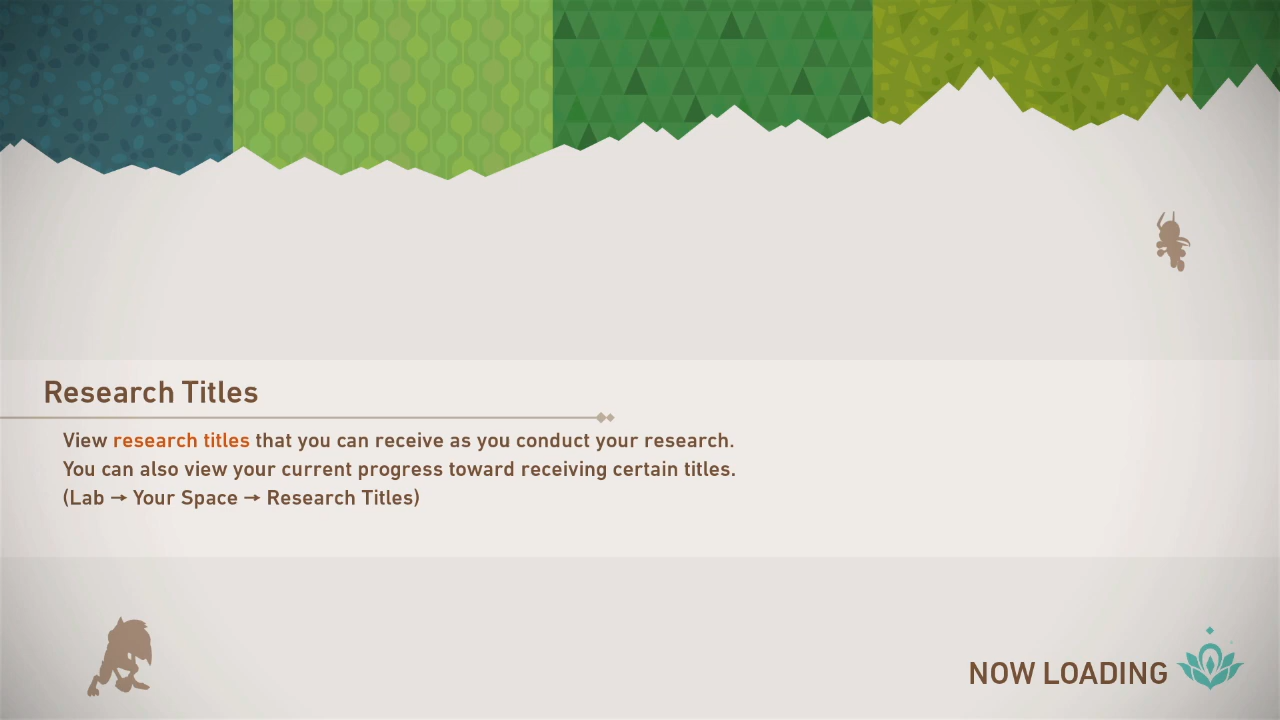 Research Titles
View research titles that you can receive as you conduct your research.
You can also view your current progress toward receiving certain titles.
(Lab → Your Space → Research Titles)
NOW LOADING